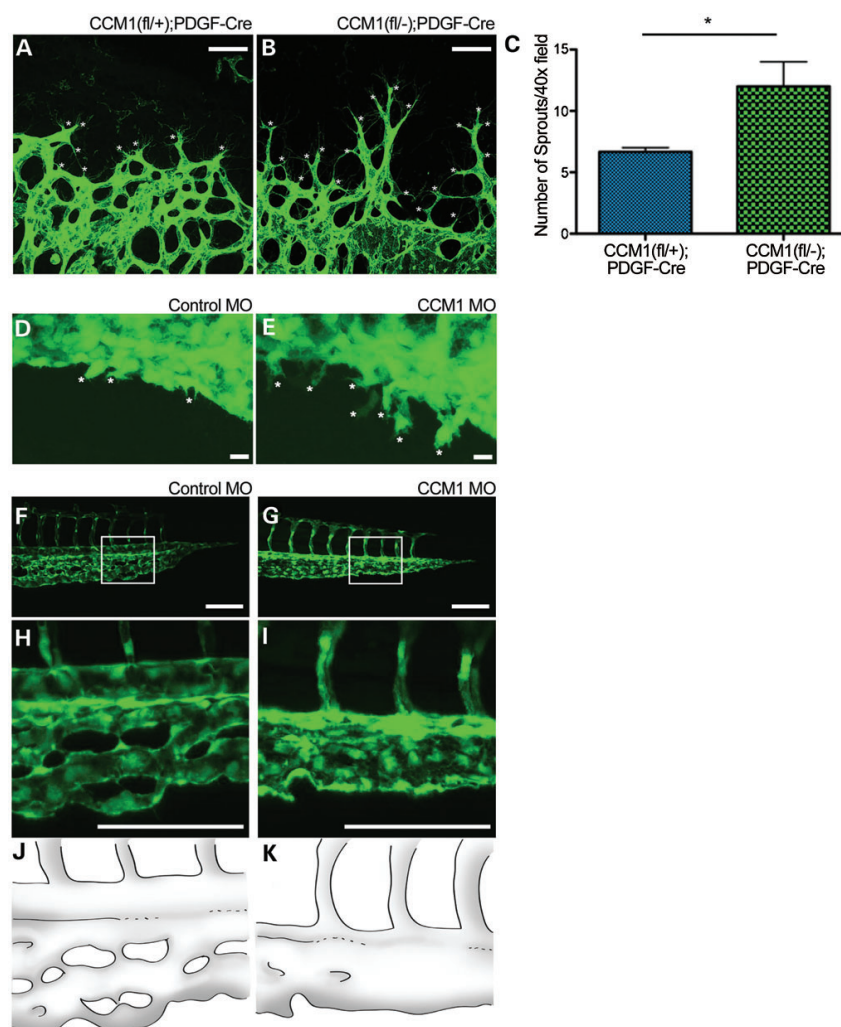 CCM1(fl/+);PDGF-Cre
CCM1(fl/-);PDGF-Cre
A
B
C
*
Number of Sprouts/40x field
15
10
5
0
CCM1(fl/+);
PDGF-Cre
CCM1(fl/-);
PDGF-Cre
Control MO
CCM1 MO
D
E
Control MO
CCM1 MO
F
G
H
I
J
K